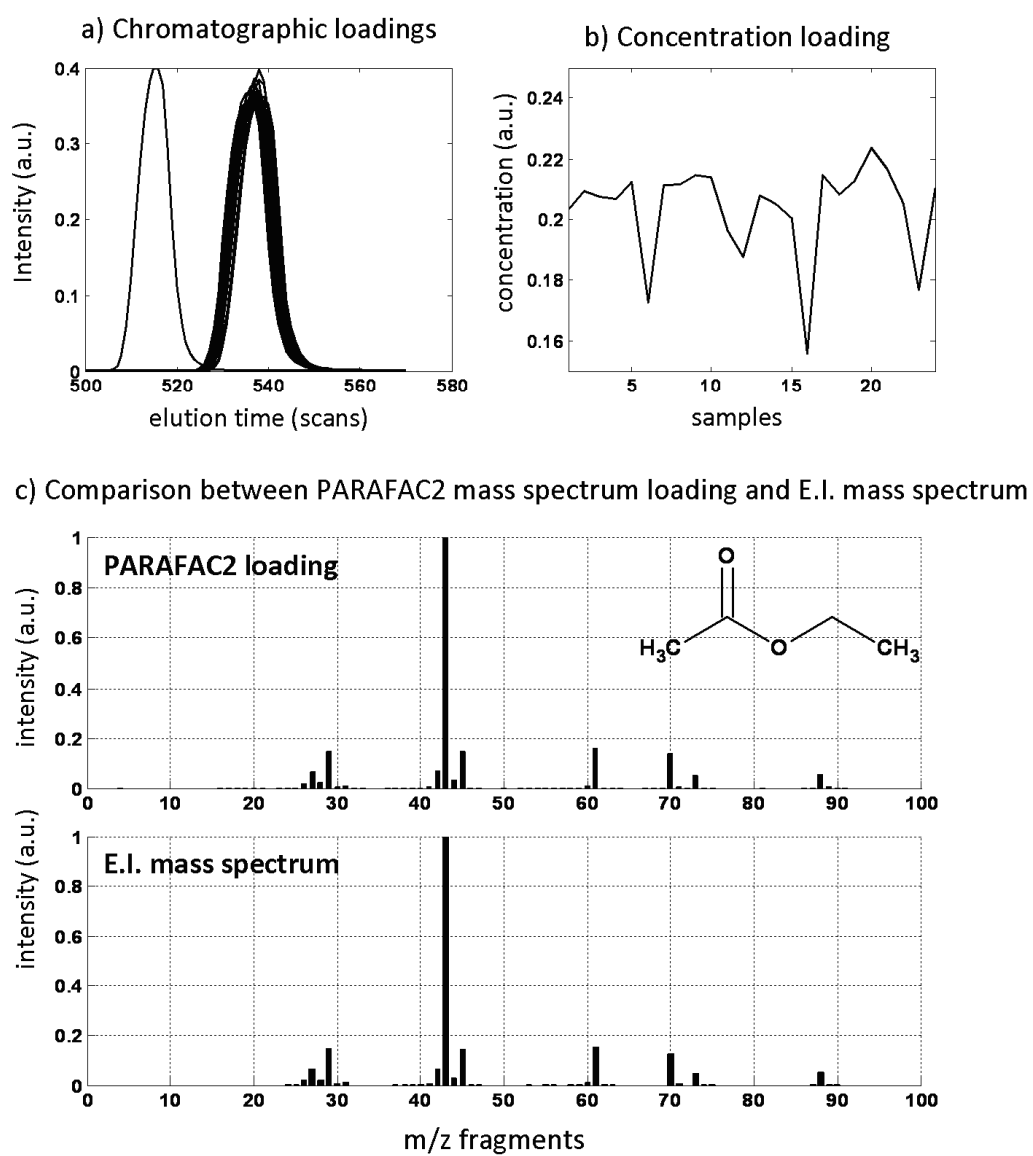 a) Chromatographic loadings
Intensity (a.u.)
0.4
0.3
0.2
0.1
0
500 520 540 560 580
elution time (scans)
b) Concentration loading
concentration (a.u.)
0.24
0.22
0.2
0.18
0.16
5 10 15 20
samples
c) Comparison between PARAFAC2 mass spectrum loading and E.I. mass spectrum
intensity (a.u.)
1
0.8
0.6
0.4
0.2
0
PARAFAC2 loading
O
H3C O CH3
0 10 20 30 40 50 60 70 80 90 100
intensity (a.u.)
1
0.8
0.6
0.4
0.2
0
E.I. mass spectrum
0 10 20 30 40 50 60 70 80 90 100
m/z fragments